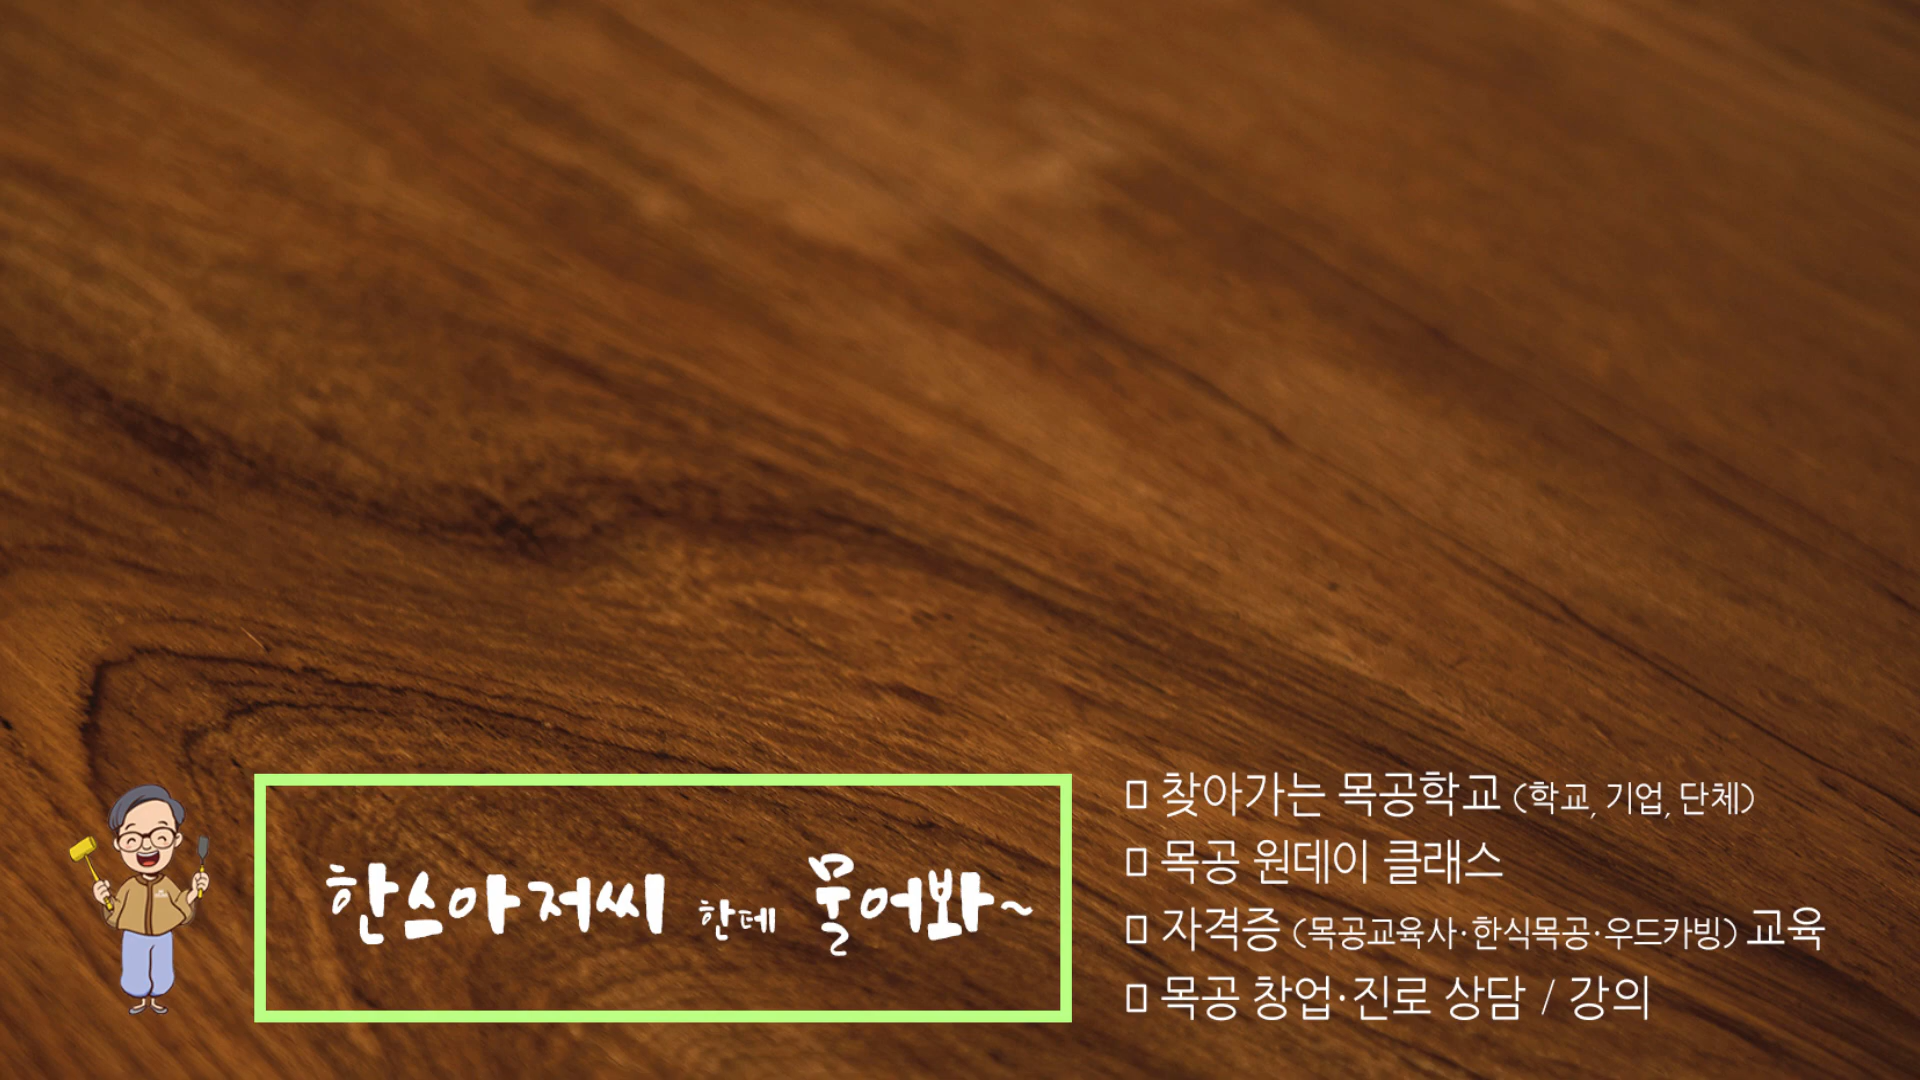 한스아저씨 한테 물어봐~
▯ 찾아가는 목공학교 (학교, 기업, 단체)
▯ 목공 원데이 클래스
▯ 자격증 (목공교육사·한식목공·우드카빙) 교육
▯ 목공 창업·진로 상담 / 강의